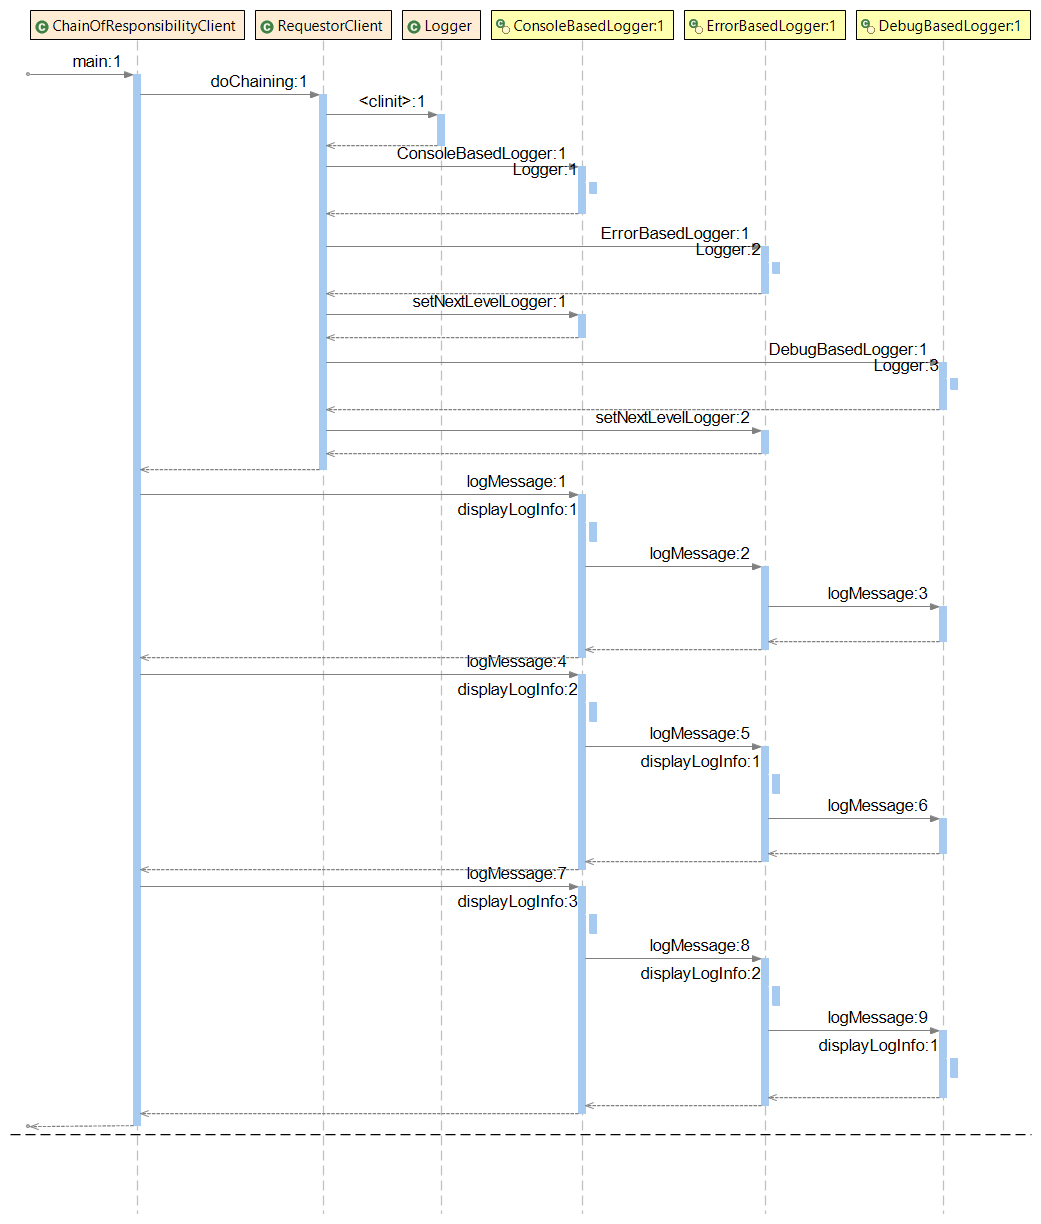 ChainOfResponsibilityClient
RequestorClient
Logger
ConsoleBasedLogger:1
ErrorBasedLogger:1
DebugBasedLogger:1
main:1
doChaining:1
<clinit>:1
ConsoleBasedLogger:1
Logger:1
ErrorBasedLogger:1
Logger:2
setNextLevelLogger:1
DebugBasedLogger:1
Logger:3
setNextLevelLogger:2
logMessage:1
displayLogInfo:1
logMessage:2
logMessage:3
logMessage:4
displayLogInfo:2
logMessage:5
displayLogInfo:1
logMessage:6
logMessage:7
displayLogInfo:3
logMessage:8
displayLogInfo:2
logMessage:9
displayLogInfo:1